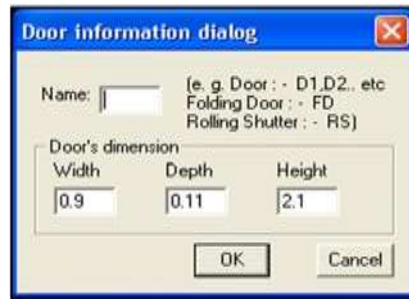 Door information dialog
Name:
(e. g. Door : - D1,D2.. etc
Folding Door : - FD
Rolling Shutter : - RS)
Door's dimension
Width Depth Height
0.9 0.11 2.1
OK Cancel